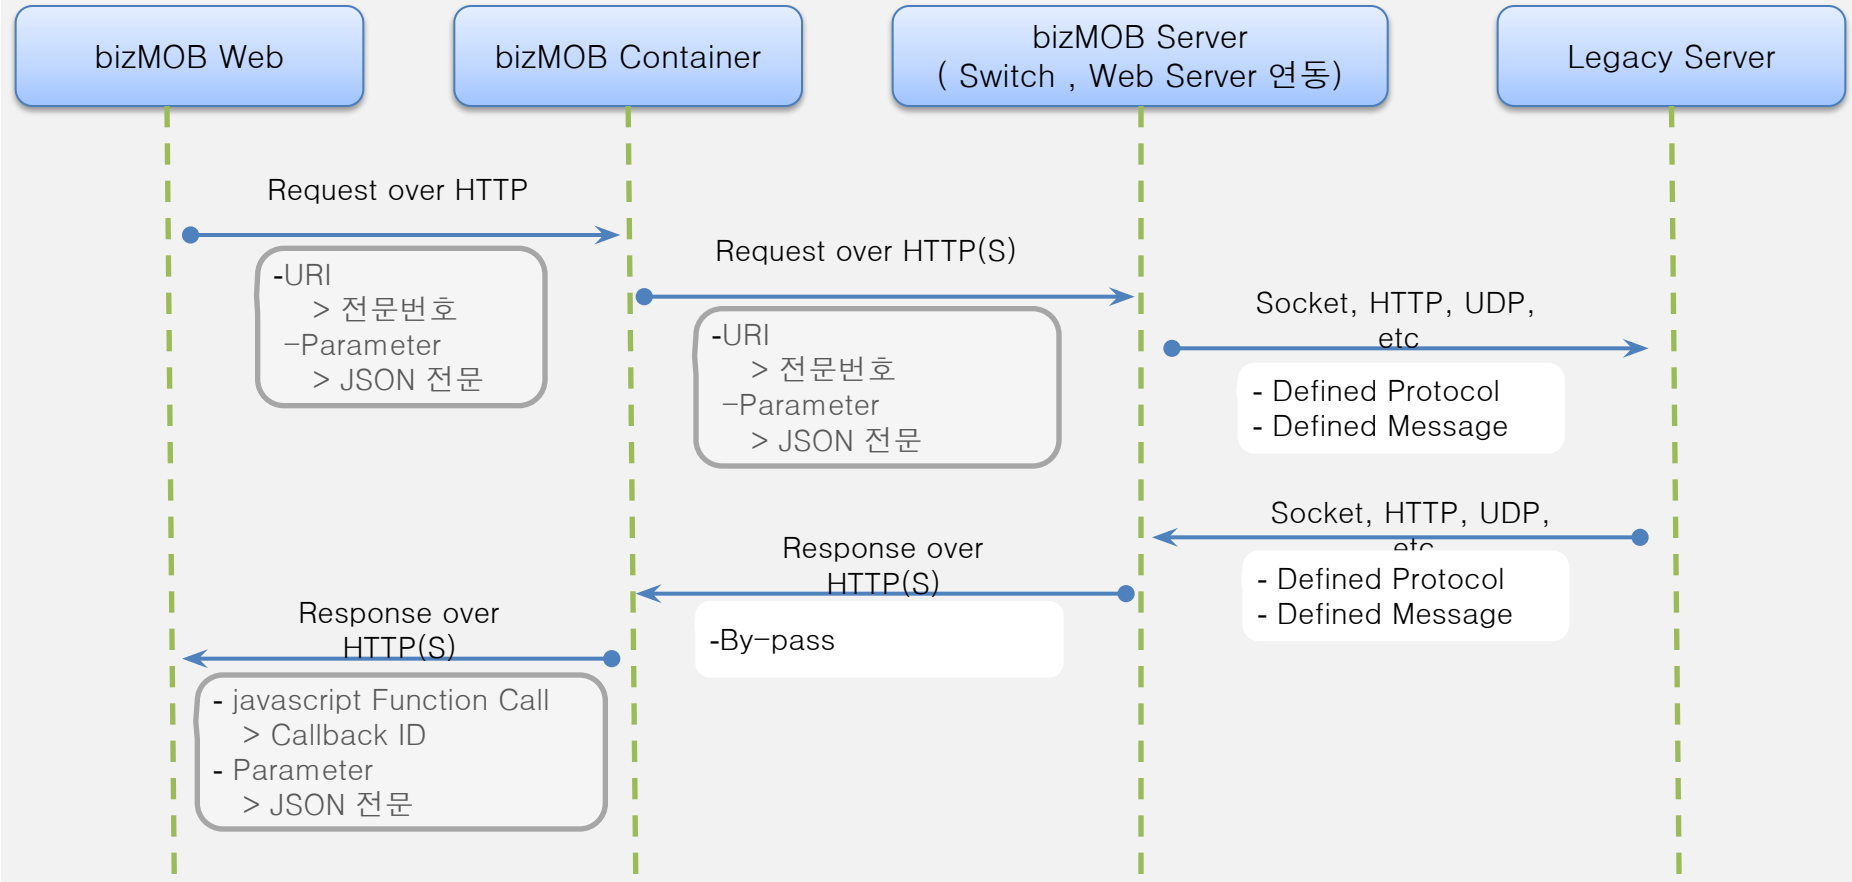 bizMOB Web
bizMOB Container
bizMOB Server
( Switch , Web Server 연동)
Legacy Server
Request over HTTP
-URI
> 전문번호
-Parameter
> JSON 전문
Request over HTTP(S)
-URI
> 전문번호
-Parameter
> JSON 전문
Socket, HTTP, UDP,
etc
- Defined Protocol
- Defined Message
Socket, HTTP, UDP,
etc
- Defined Protocol
- Defined Message
Response over
HTTP(S)
-By-pass
Response over
HTTP(S)
- javascript Function Call
> Callback ID
- Parameter
> JSON 전문